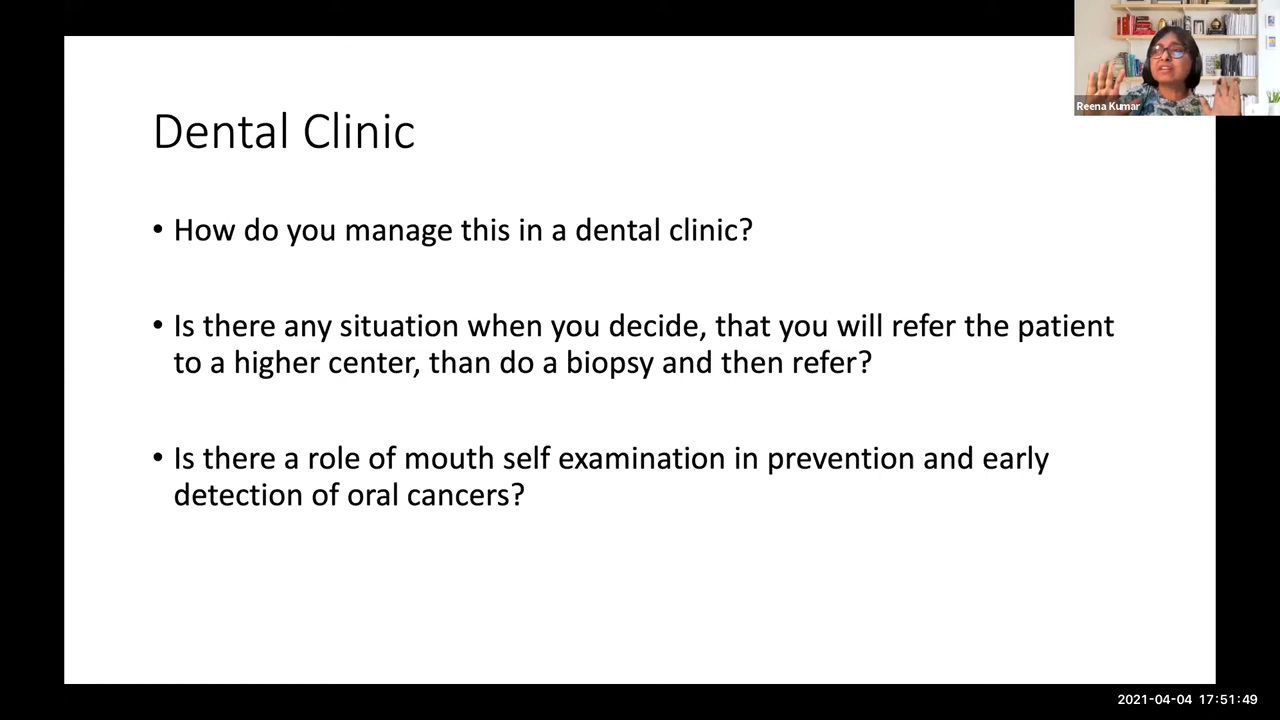 Reena Kumar
Dental Clinic
• How do you manage this in a dental clinic?
• Is there any situation when you decide, that you will refer the patient
to a higher center, than do a biopsy and then refer?
• Is there a role of mouth self examination in prevention and early
detection of oral cancers?
2021-04-04 17:51:49